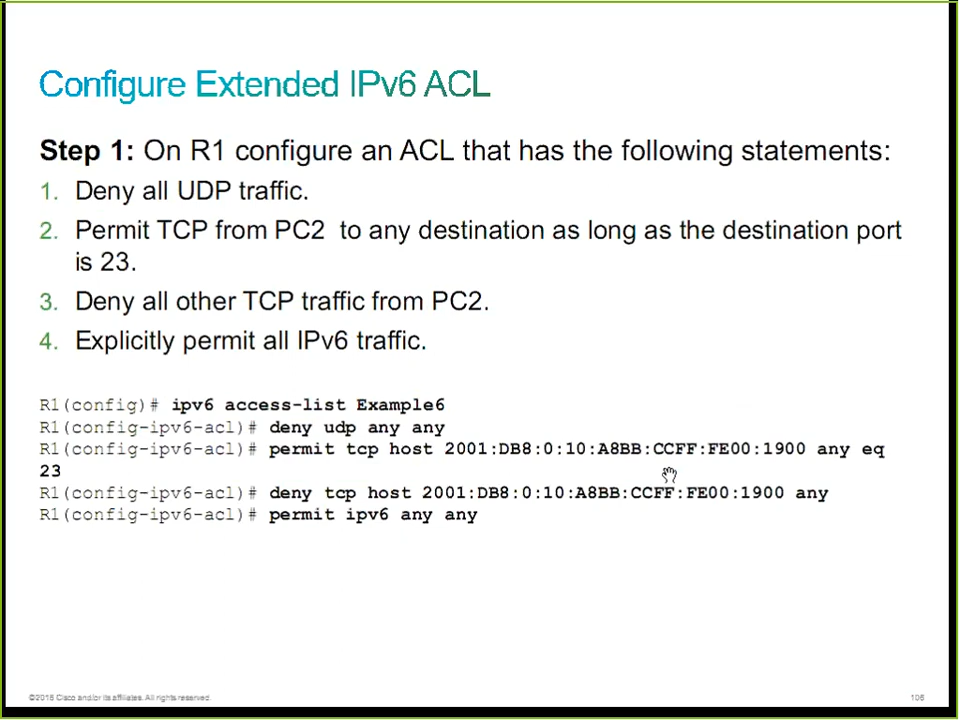 Configure Extended IPv6 ACL
Step 1: On R1 configure an ACL that has the following statements:
1. Deny all UDP traffic.
2. Permit TCP from PC2 to any destination as long as the destination port
is 23.
3. Deny all other TCP traffic from PC2.
4. Explicitly permit all IPv6 traffic.
R1(config)# ipv6 access-list Example6
R1(config-ipv6-acl)# deny udp any any
R1(config-ipv6-acl)# permit tcp host 2001:DB8:0:10:A8BB:CCFF:FE00:1900 any eq
23
R1(config-ipv6-acl)# deny tcp host 2001:DB8:0:10:A8BB:CCFF:FE00:1900 any
R1(config-ipv6-acl)# permit ipv6 any any
©2016 Cisco and/or its affiliates. All rights reserved. 106